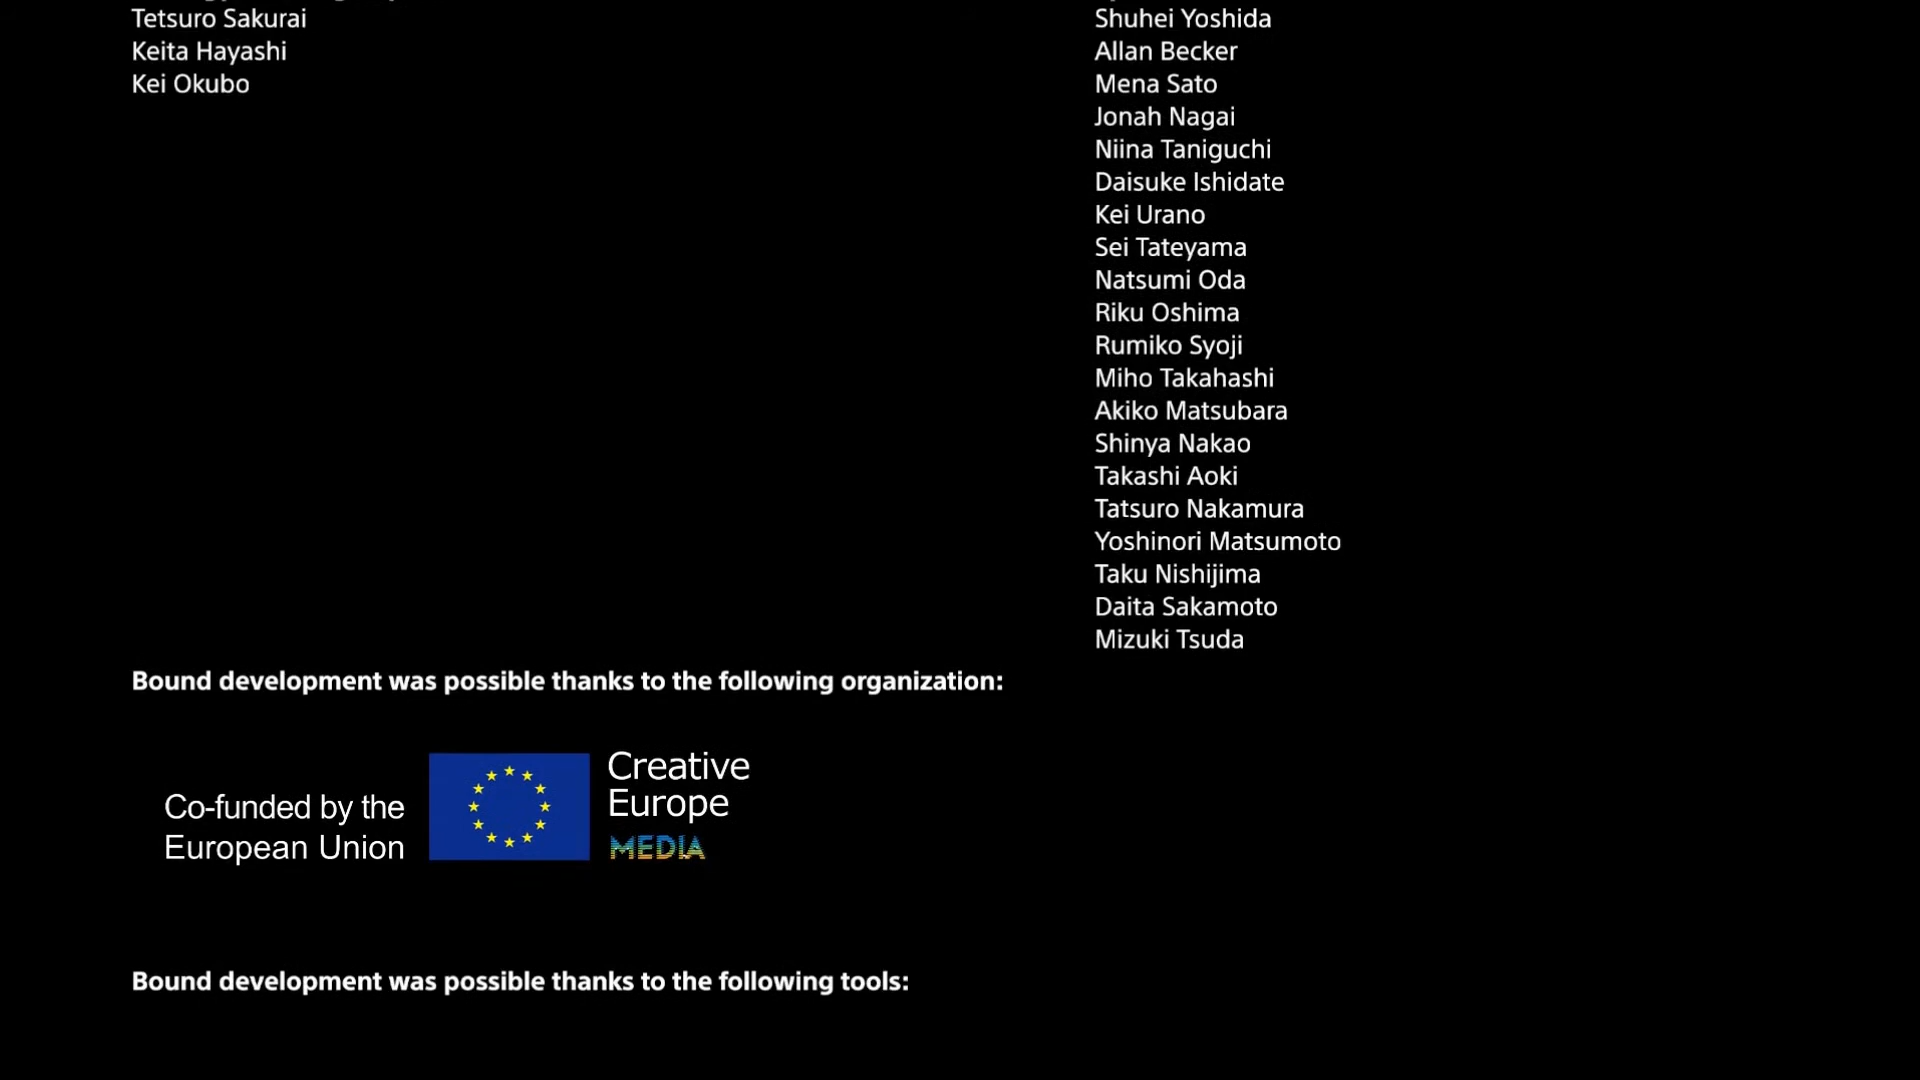 Tetsuro Sakurai
Keita Hayashi
Kei Okubo
Shuhei Yoshida
Allan Becker
Mena Sato
Jonah Nagai
Niina Taniguchi
Daisuke Ishidate
Kei Urano
Sei Tateyama
Natsumi Oda
Riku Oshima
Rumiko Syoji
Miho Takahashi
Akiko Matsubara
Shinya Nakao
Takashi Aoki
Tatsuro Nakamura
Yoshinori Matsumoto
Taku Nishijima
Daita Sakamoto
Mizuki Tsuda
Bound development was possible thanks to the following organization:
Co-funded by the
European Union
Creative
Europe
MEDIA
Bound development was possible thanks to the following tools: